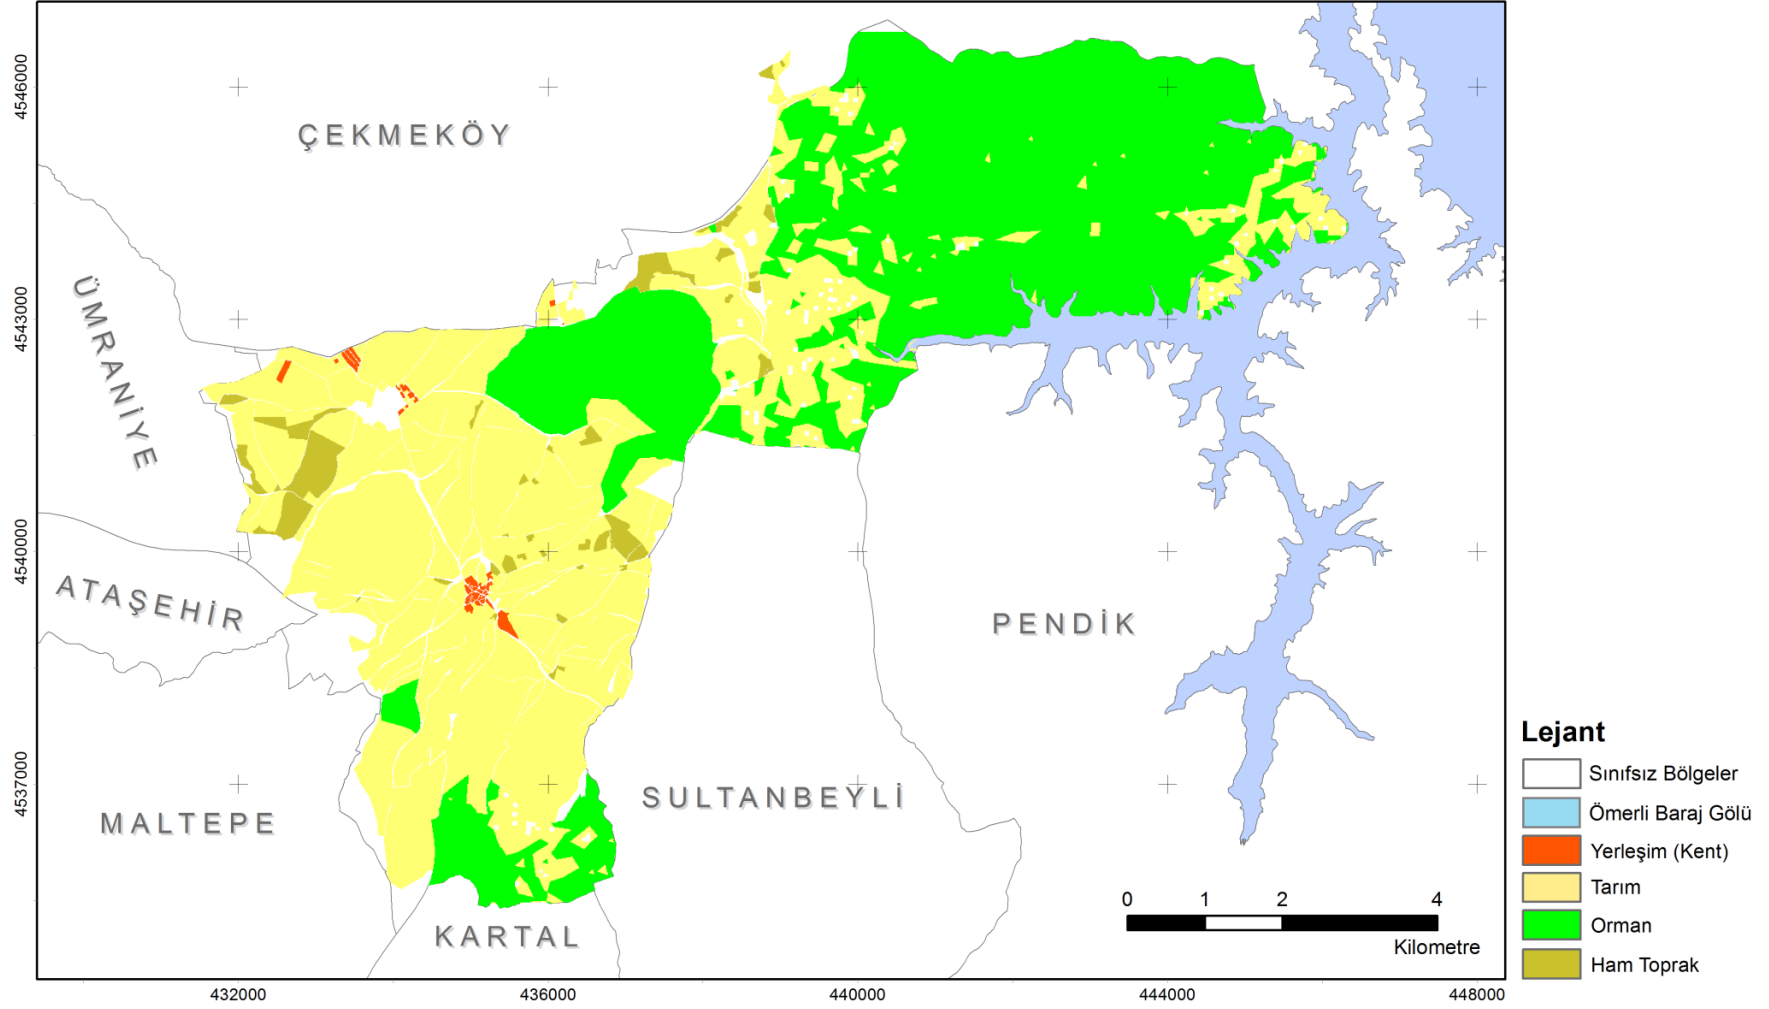 4546000
4543000
4540000
4537000
ÇEKMEKÖY
ÜMRANİYE
ATAŞEHİR
PENDİK
MALTEPE
SULTANBEYLİ
KARTAL
0 1 2 4
Kilometre
432000 436000 440000 444000 448000
Lejant
Sınıfsız Bölgeler
Ömerli Baraj Gölü
Yerleşim (Kent)
Tarım
Orman
Ham Toprak